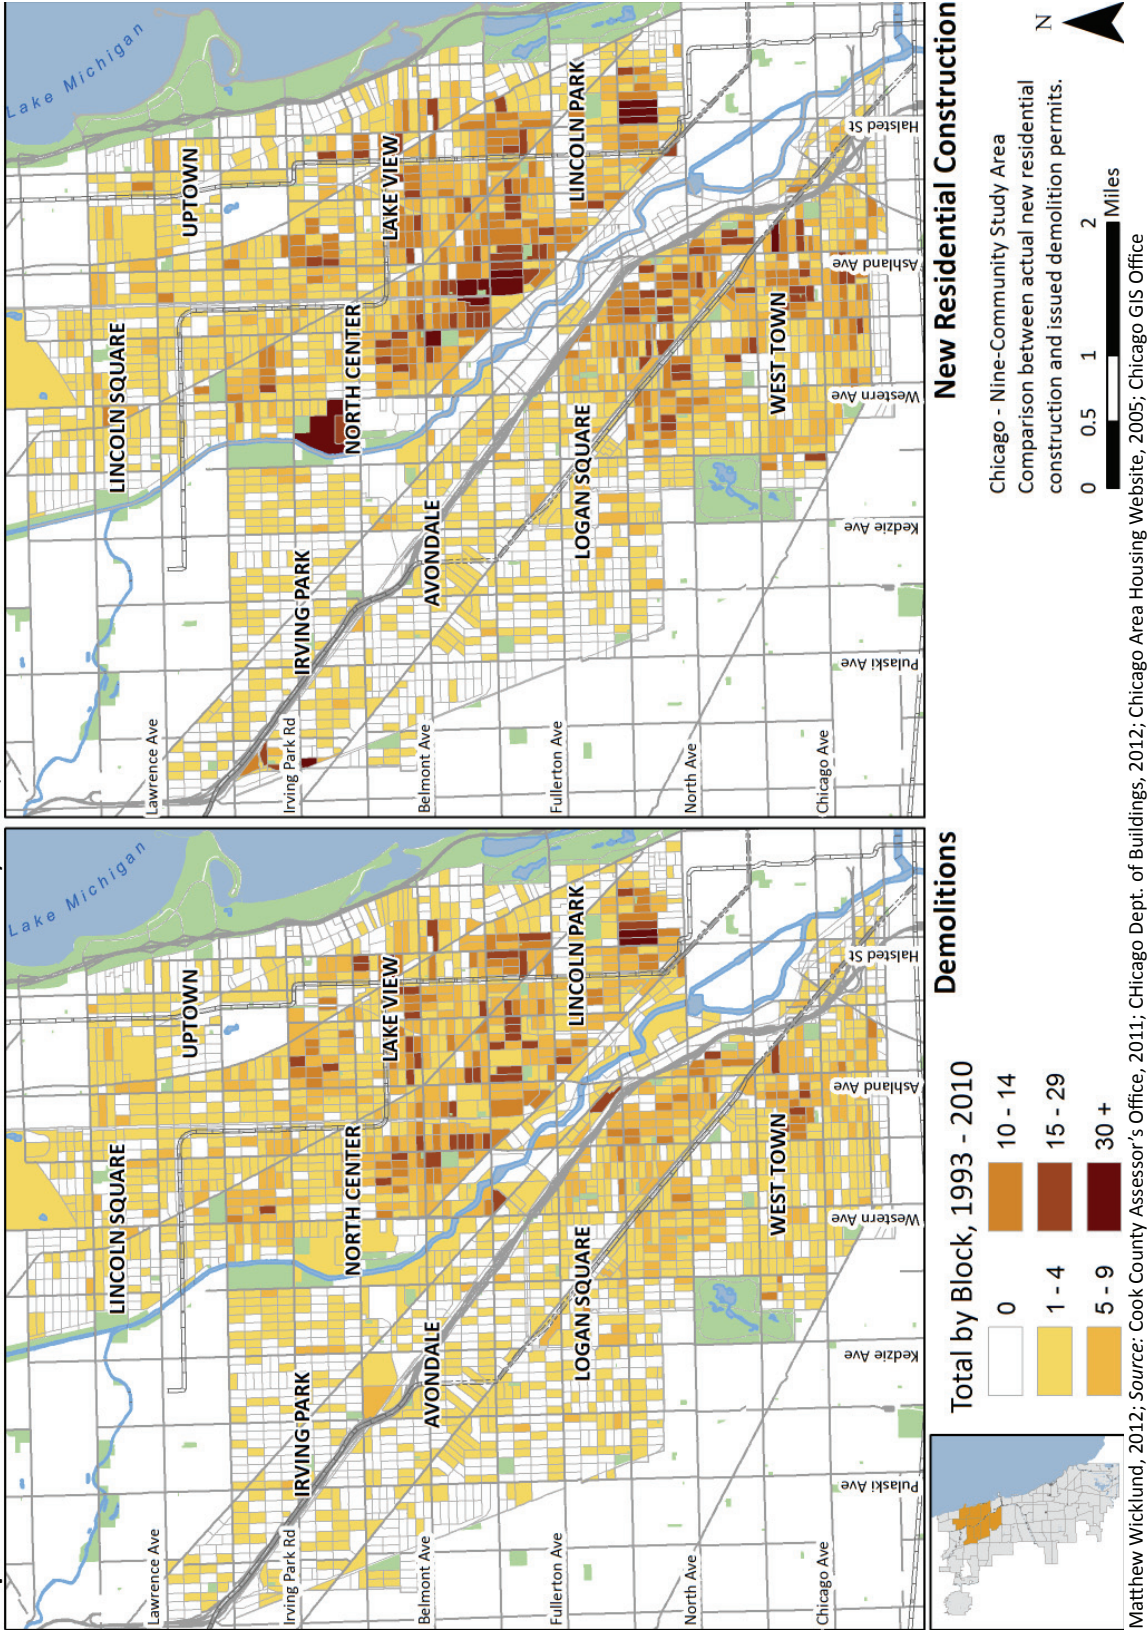 Lake Michigan
UPTOWN
LINCOLN SQUARE
LAKE VIEW
NORTH CENTER
LINCOLN PARK
IRVING PARK
AVONDALE
LOGAN SQUARE
WEST TOWN
Lawrence Ave
Irving Park Rd
Belmont Ave
Fullerton Ave
North Ave
Chicago Ave
Pulaski Ave
Kedzie Ave
Western Ave
Ashland Ave
Halsted St
Demolitions
Lake Michigan
UPTOWN
LINCOLN SQUARE
LAKE VIEW
NORTH CENTER
LINCOLN PARK
IRVING PARK
AVONDALE
LOGAN SQUARE
WEST TOWN
Lawrence Ave
Irving Park Rd
Belmont Ave
Fullerton Ave
North Ave
Chicago Ave
Pulaski Ave
Kedzie Ave
Western Ave
Ashland Ave
Halsted St
New Residential Construction
Total by Block, 1993 - 2010
0
1 - 4
5 - 9
10 - 14
15 - 29
30 +
Chicago - Nine-Community Study Area
Comparison between actual new residential
construction and issued demolition permits.
N
0 0.5 1 2
Miles
Matthew Wicklund, 2012; Source: Cook County Assessor's Office, 2011; CHicago Dept. of Buildings, 2012; Chicago Area Housing Website, 2005; Chicago GIS Office